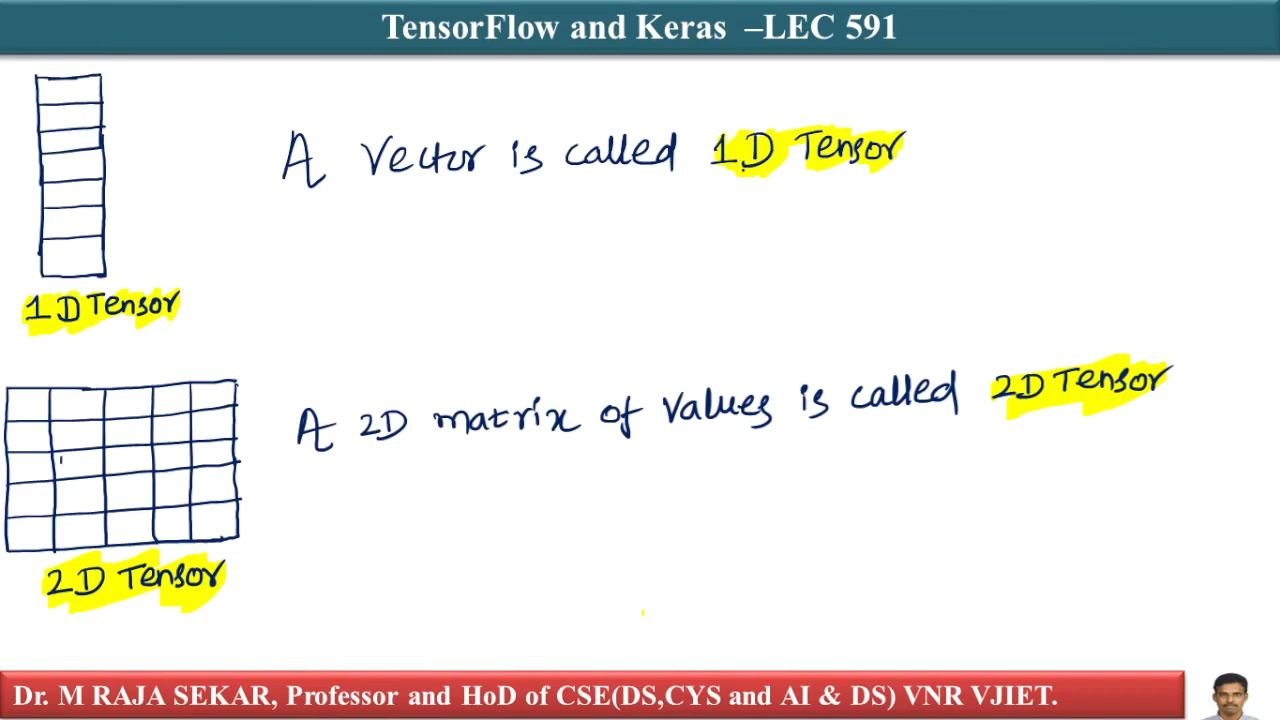 TensorFlow and Keras –LEC 591
A Vector is called 1D Tensor
1D Tensor
A 2D matrix of values is called 2D Tensor
2D Tensor
Dr. M RAJA SEKAR, Professor and HoD of CSE(DS,CYS and AI & DS) VNR VJIET.